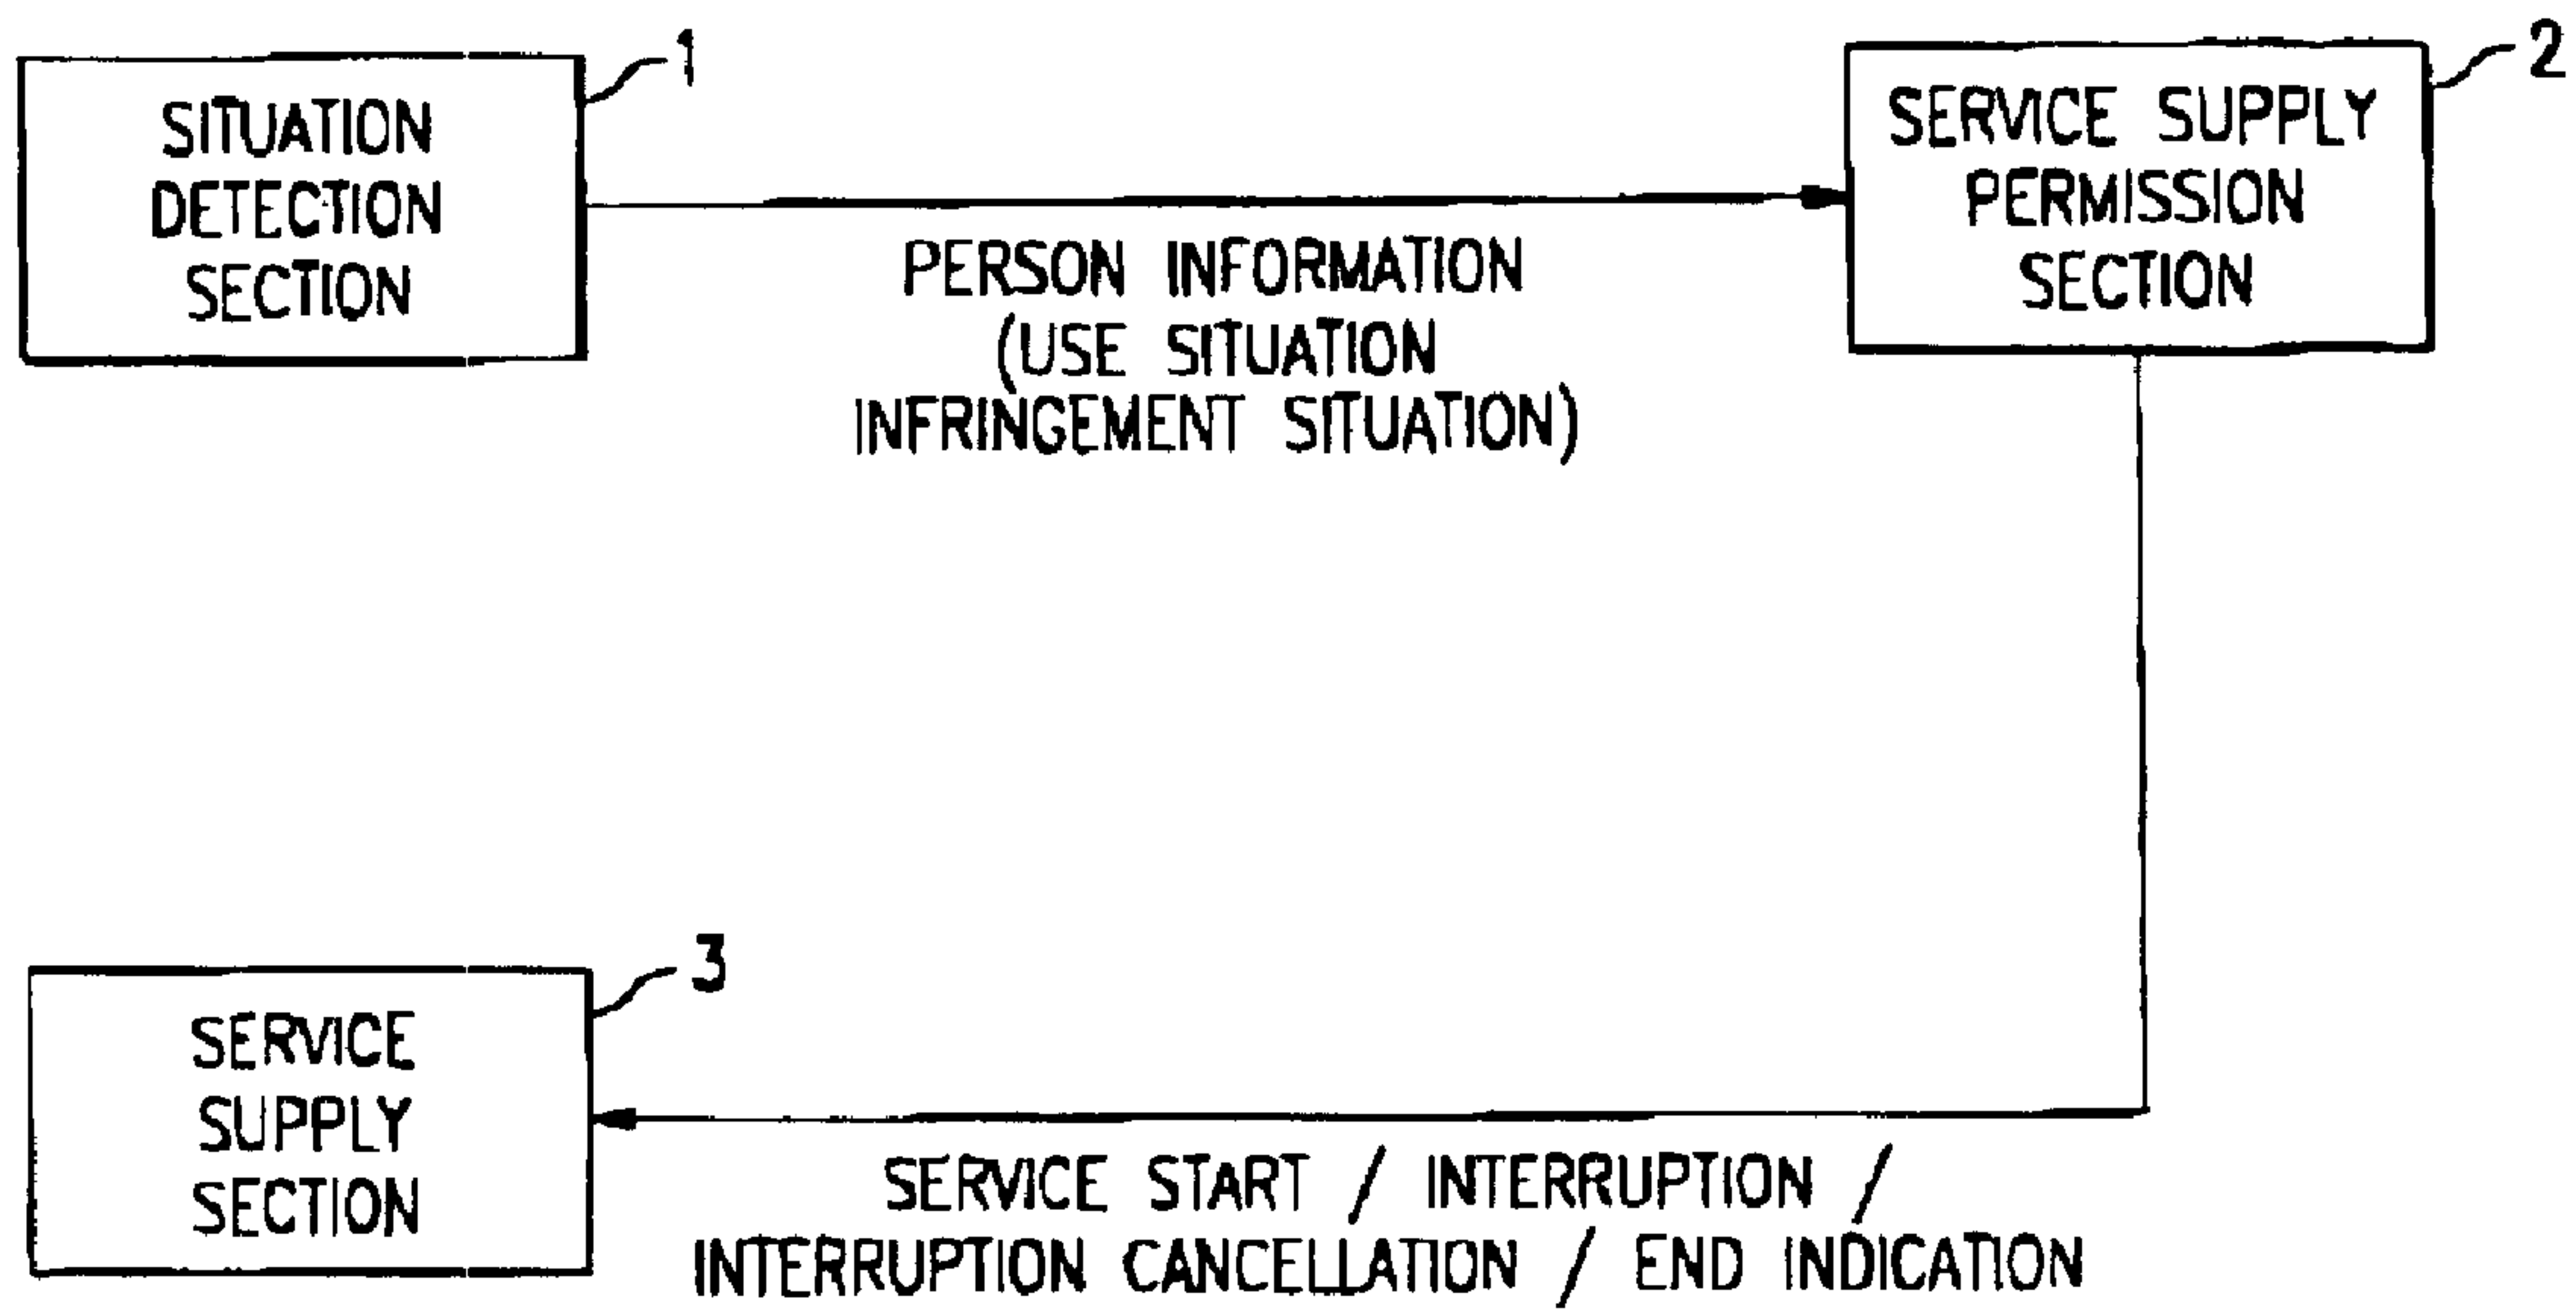 1
SITUATION
DETECTION
SECTION
2
SERVICE SUPPLY
PERMISSION
SECTION
PERSON INFORMATION
(USE SITUATION
INFRINGEMENT SITUATION)
3
SERVICE
SUPPLY
SECTION
SERVICE START / INTERRUPTION /
INTERRUPTION CANCELLATION / END INDICATION